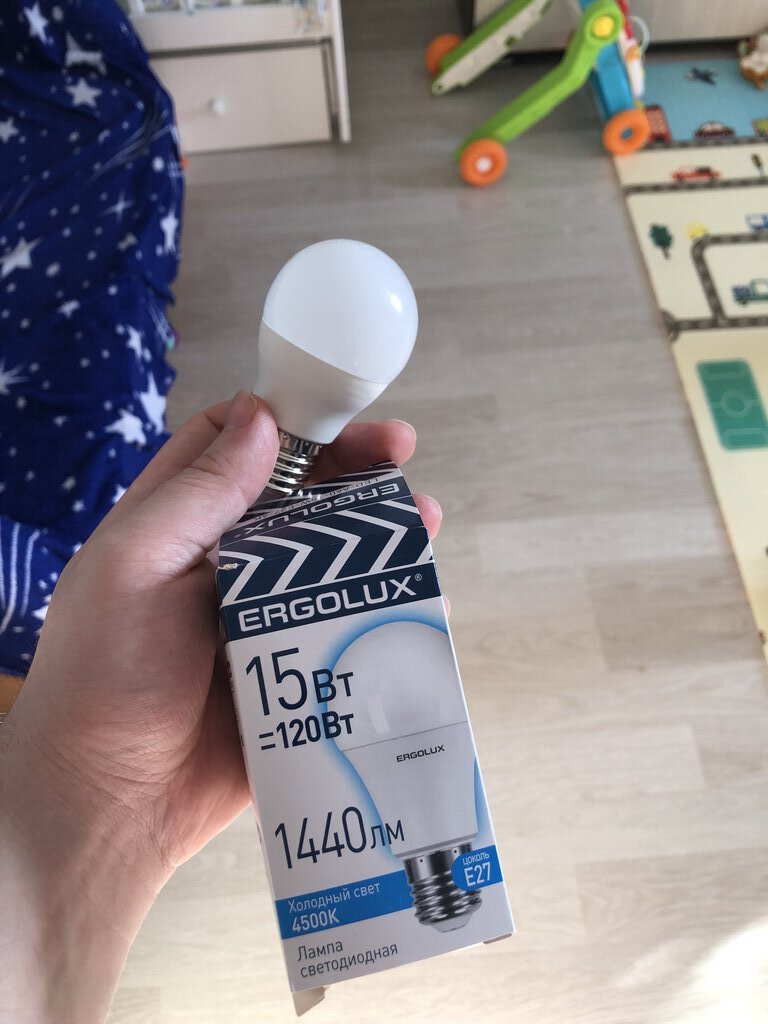 ERGOLUX
ERGOLUX®
15Вт
=120Вт
ERGOLUX
1440лм
цоколь
E27
Холодный свет
4500K
Лампа
светодиодная